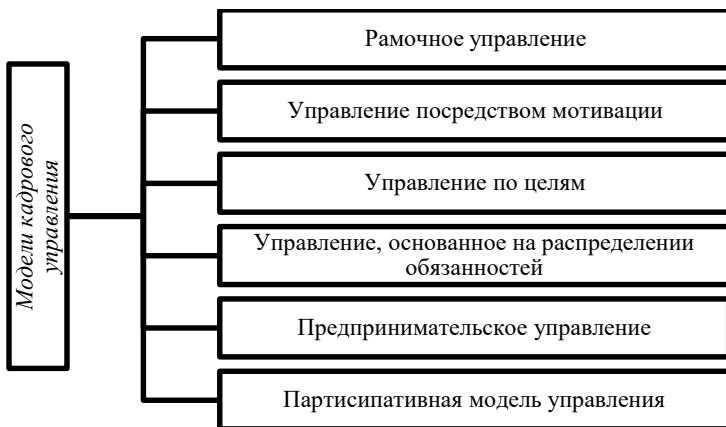 Модели кадрового
управления
Рамочное управление
Управление посредством мотивации
Управление по целям
Управление, основанное на распределении
обязанностей
Предпринимательское управление
Партисипативная модель управления